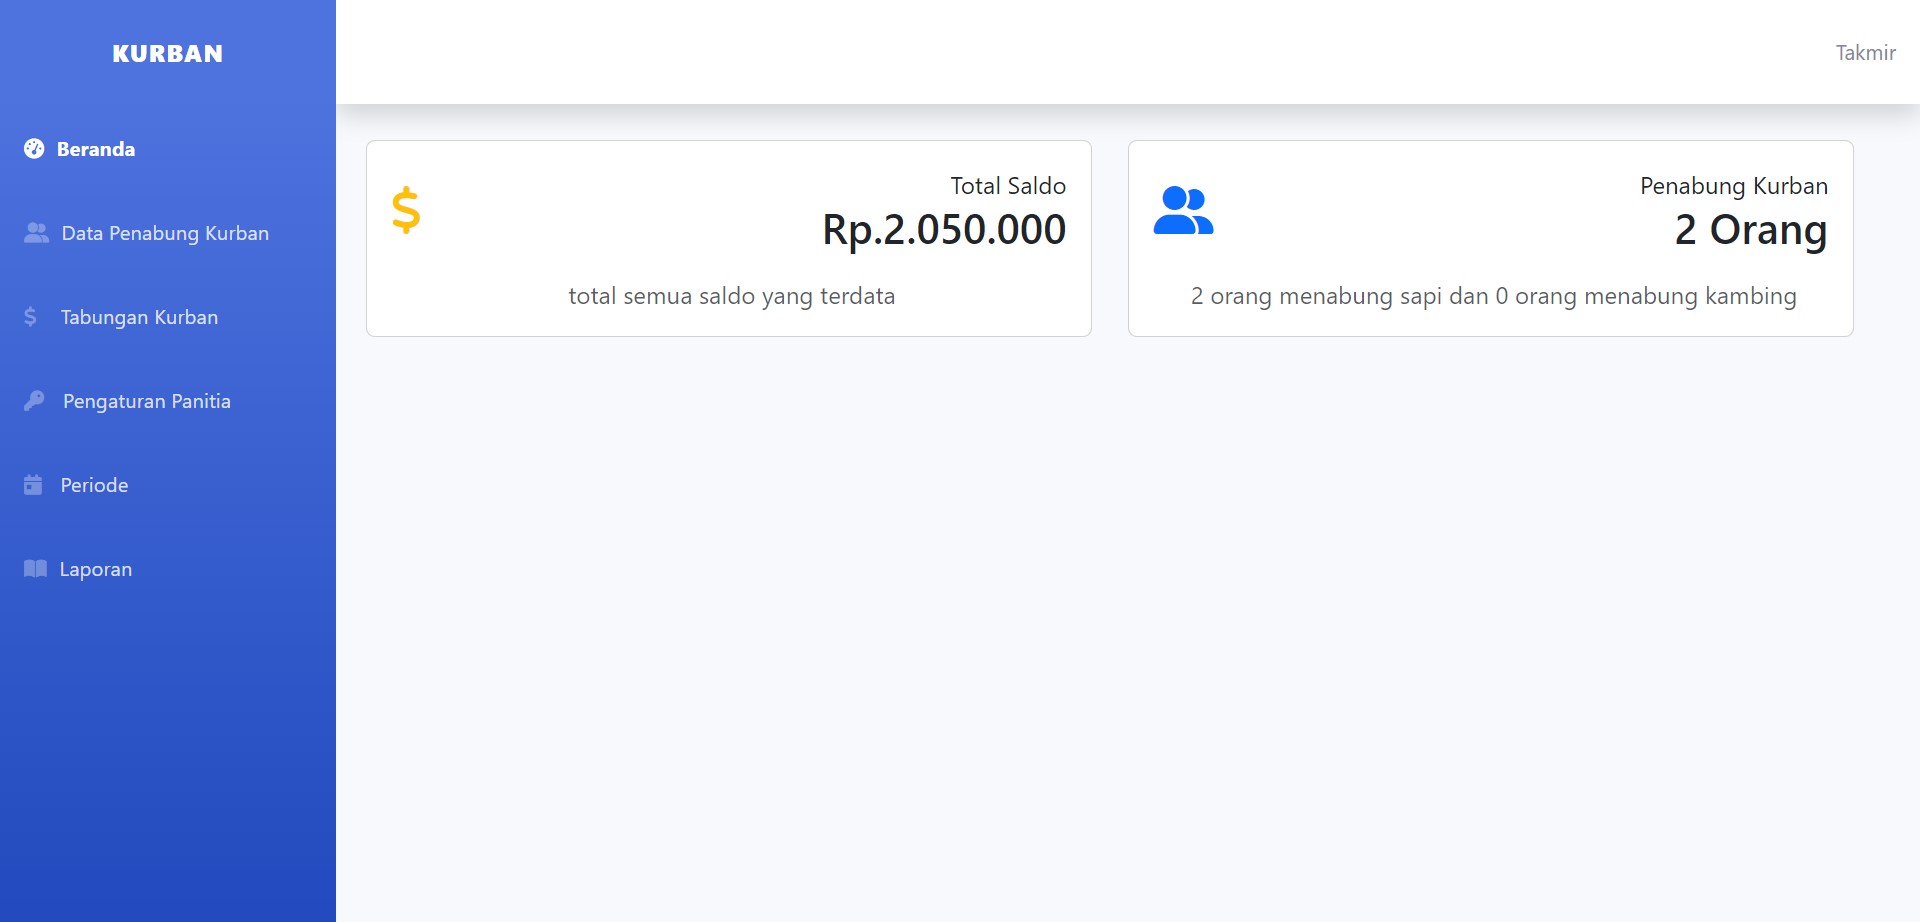 KURBAN
Takmir
Beranda
Data Penabung Kurban
Tabungan Kurban
Pengaturan Panitia
Periode
Laporan
Total Saldo
Rp.2.050.000
total semua saldo yang terdata
Penabung Kurban
2 Orang
2 orang menabung sapi dan 0 orang menabung kambing